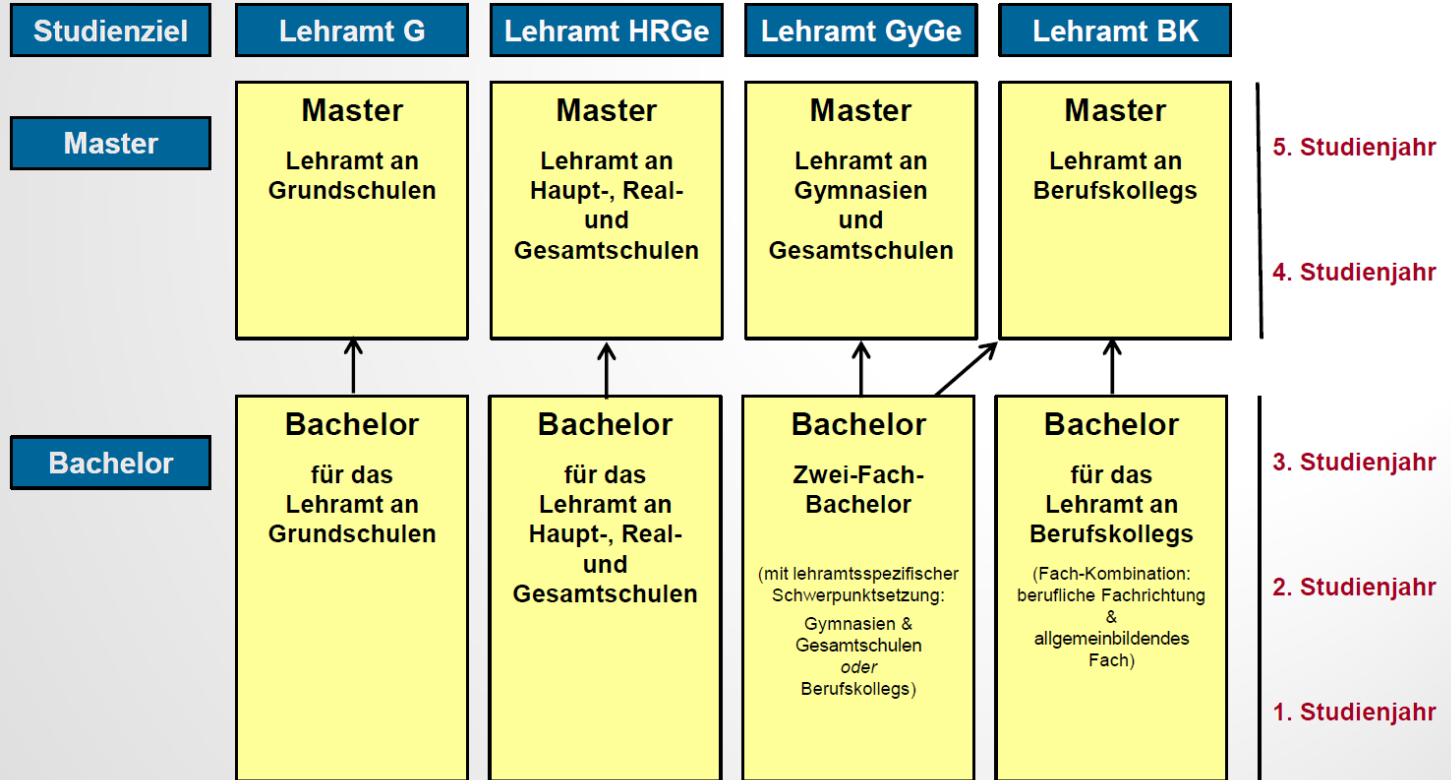 Studienziel
Lehramt G
Lehramt HRGe
Lehramt GyGe
Lehramt BK
Master
Master
Lehramt an
Grundschulen
Master
Lehramt an
Haupt-, Real-
und
Gesamtschulen
Master
Lehramt an
Gymnasien
und
Gesamtschulen
Master
Lehramt an
Berufskollegs
5. Studienjahr
4. Studienjahr
Bachelor
Bachelor
für das
Lehramt an
Grundschulen
Bachelor
für das
Lehramt an
Haupt-, Real-
und
Gesamtschulen
Bachelor
Zwei-Fach-
Bachelor
(mit lehramtsspezifischer
Schwerpunktsetzung:
Gymnasien &
Gesamtschulen
oder
Berufskollegs)
Bachelor
für das
Lehramt an
Berufskollegs
(Fach-Kombination:
berufliche Fachrichtung
&
allgemeinbildendes
Fach)
3. Studienjahr
2. Studienjahr
1. Studienjahr